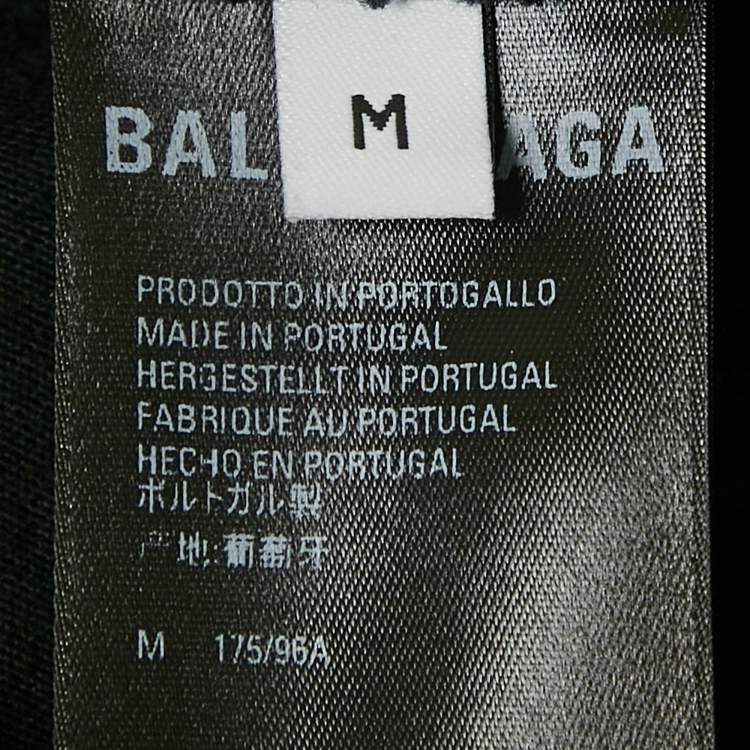 M
BAL AGA
PRODOTTO IN PORTOGALLO
MADE IN PORTUGAL
HERGESTELLT IN PORTUGAL
FABRIQUE AU PORTUGAL
HECHO EN PORTUGAL
ポルトガル製
产地:葡萄牙
M 175/96A